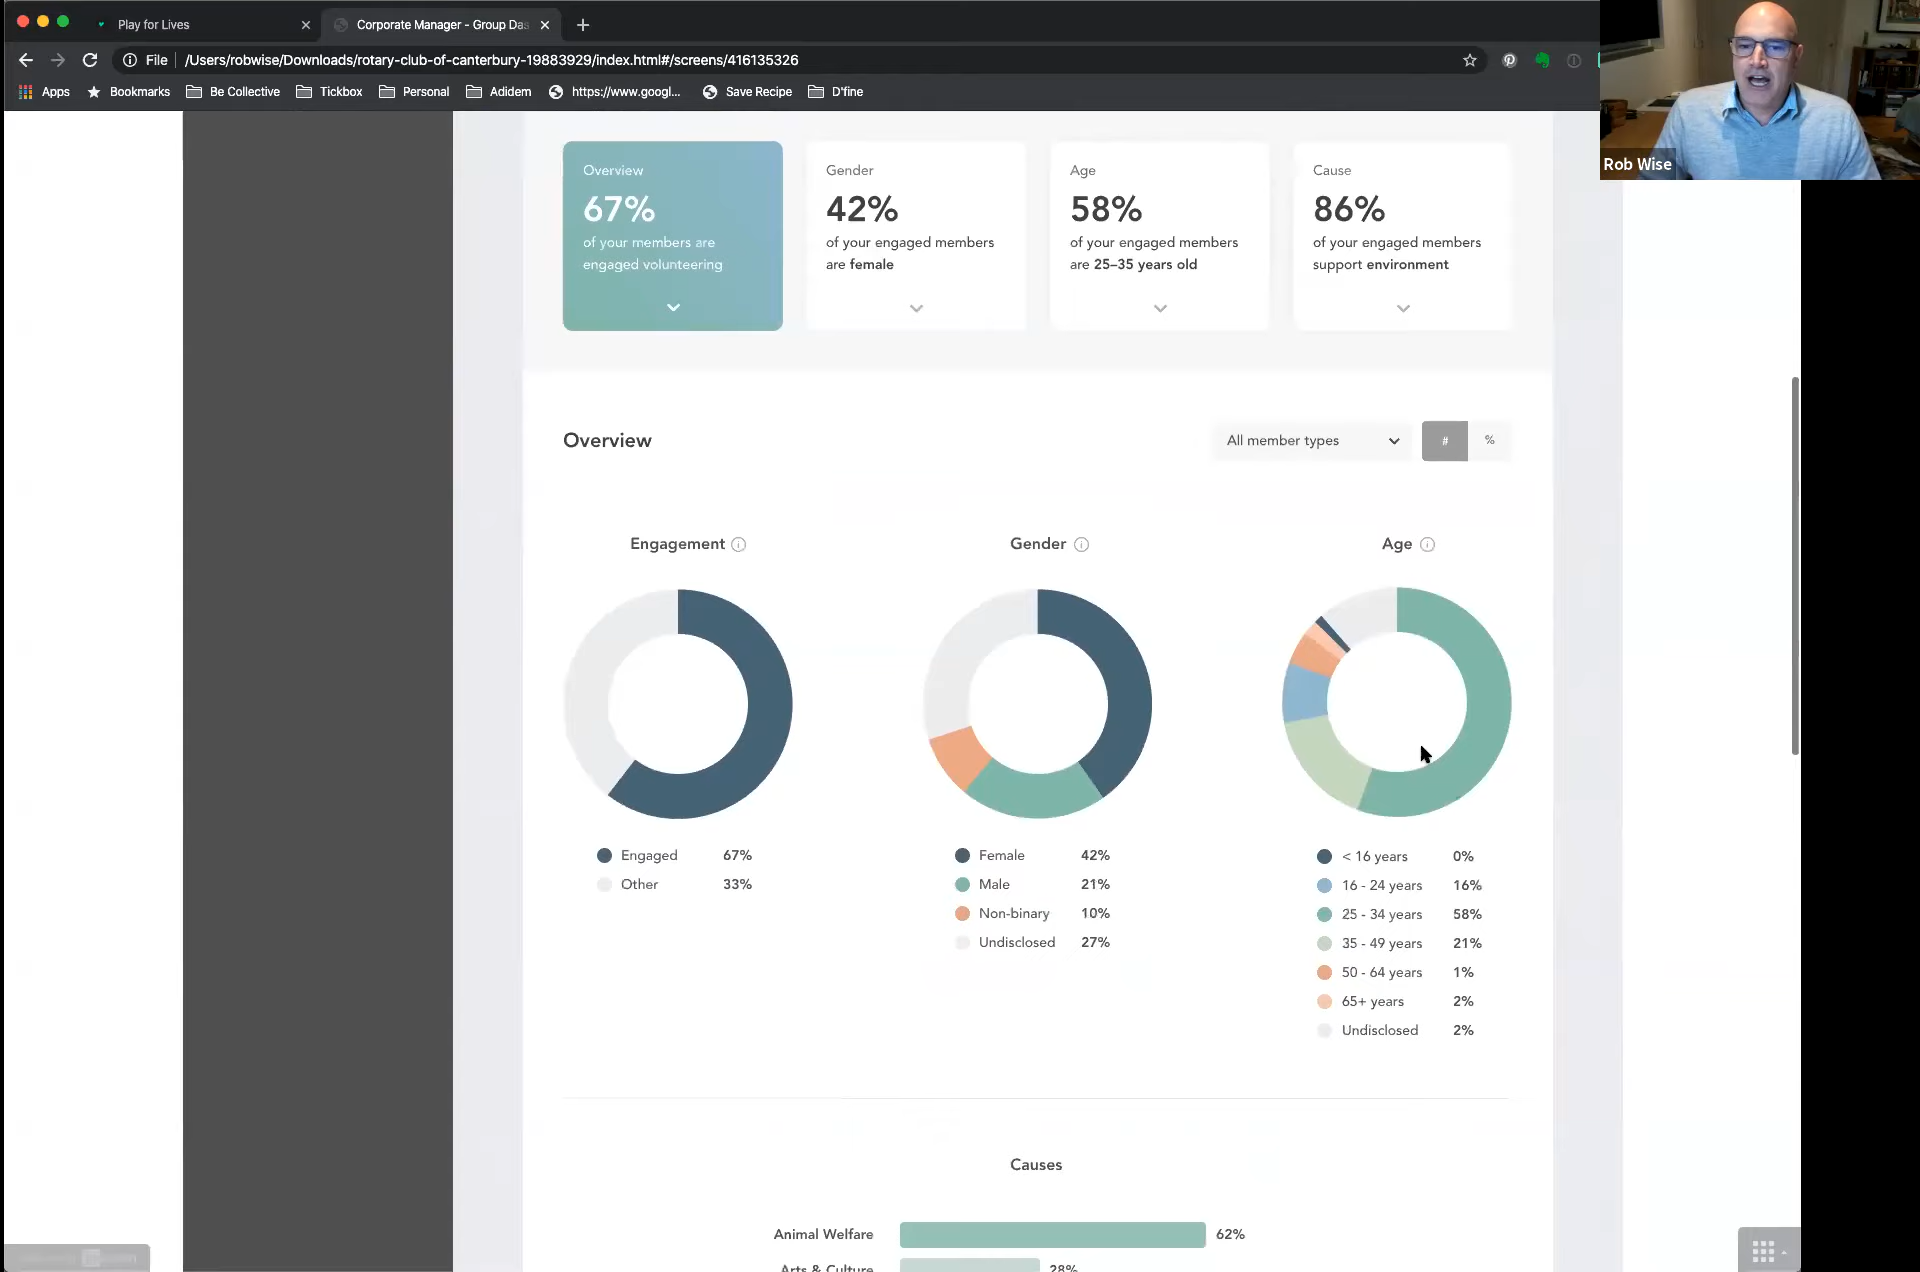 Play for Lives
Corporate Manager - Group Das
File
/Users/robwise/Downloads/rotary-club-of-canterbury-19883929/index.html#/screens/416135326
Apps
Bookmarks
Be Collective
Tickbox
Personal
Adidem
https://www.googl...
Save Recipe
D'fine
Rob Wise
Overview
67%
of your members are
engaged volunteering
Gender
42%
of your engaged members
are female
Age
58%
of your engaged members
are 25–35 years old
Cause
86%
of your engaged members
support environment
Overview
All member types
#
%
Engagement
Engaged 67%
Other 33%
Gender
Female 42%
Male 21%
Non-binary 10%
Undisclosed 27%
Age
< 16 years 0%
16 - 24 years 16%
25 - 34 years 58%
35 - 49 years 21%
50 - 64 years 1%
65+ years 2%
Undisclosed 2%
Causes
Animal Welfare 62%
Arts & Culture 28%